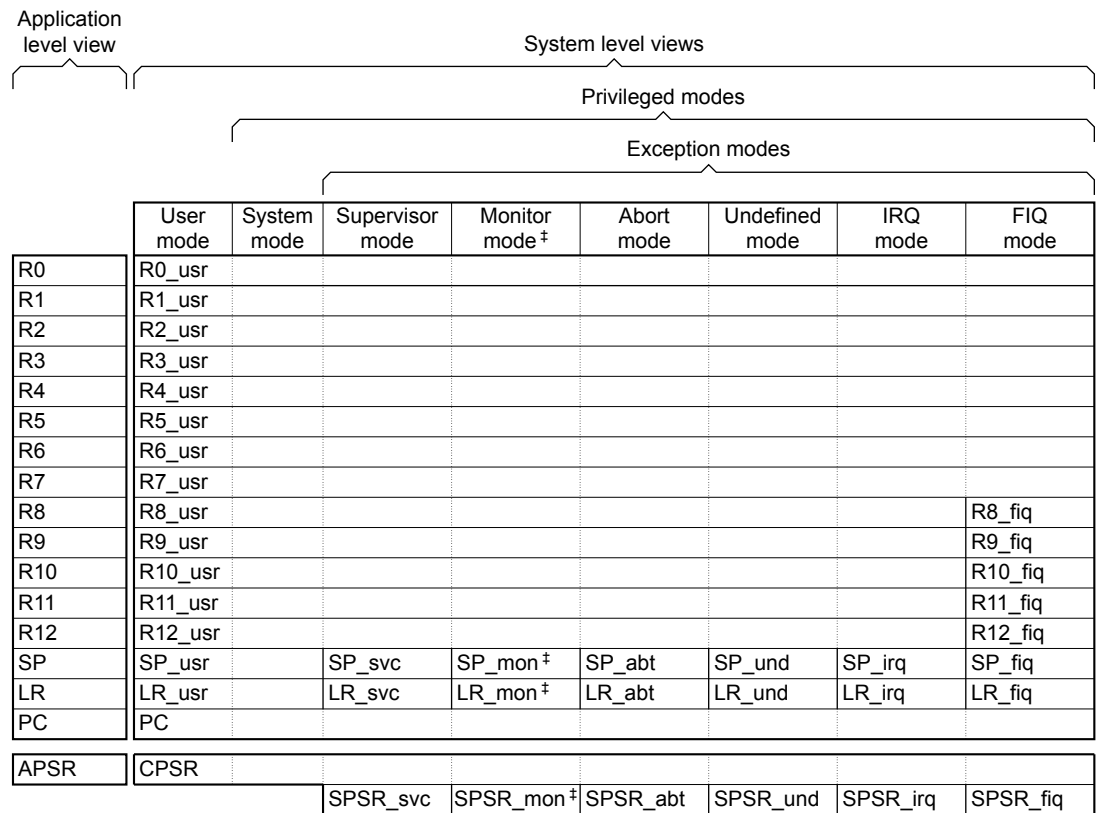 Application
level view
System level views
Privileged modes
Exception modes
User mode System mode Supervisor mode Monitor mode ‡ Abort mode Undefined mode IRQ mode FIQ mode
R0 R0_usr
R1 R1_usr
R2 R2_usr
R3 R3_usr
R4 R4_usr
R5 R5_usr
R6 R6_usr
R7 R7_usr
R8 R8_usr R8_fiq
R9 R9_usr R9_fiq
R10 R10_usr R10_fiq
R11 R11_usr R11_fiq
R12 R12_usr R12_fiq
SP SP_usr SP_svc SP_mon ‡ SP_abt SP_und SP_irq SP_fiq
LR LR_usr LR_svc LR_mon ‡ LR_abt LR_und LR_irq LR_fiq
PC PC
APSR CPSR
SPSR_svc SPSR_mon ‡ SPSR_abt SPSR_und SPSR_irq SPSR_fiq